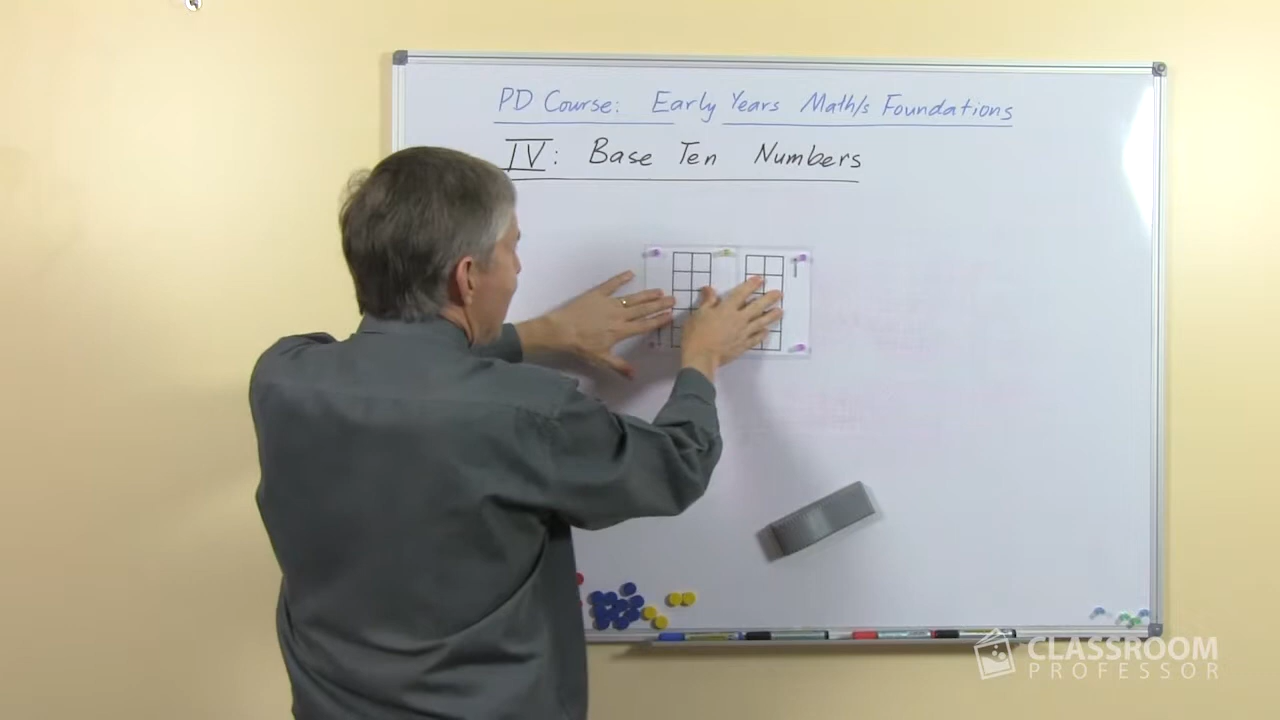 PD Course: Early Years Math/s Foundations
IV: Base Ten Numbers
CLASSROOM
PROFESSOR